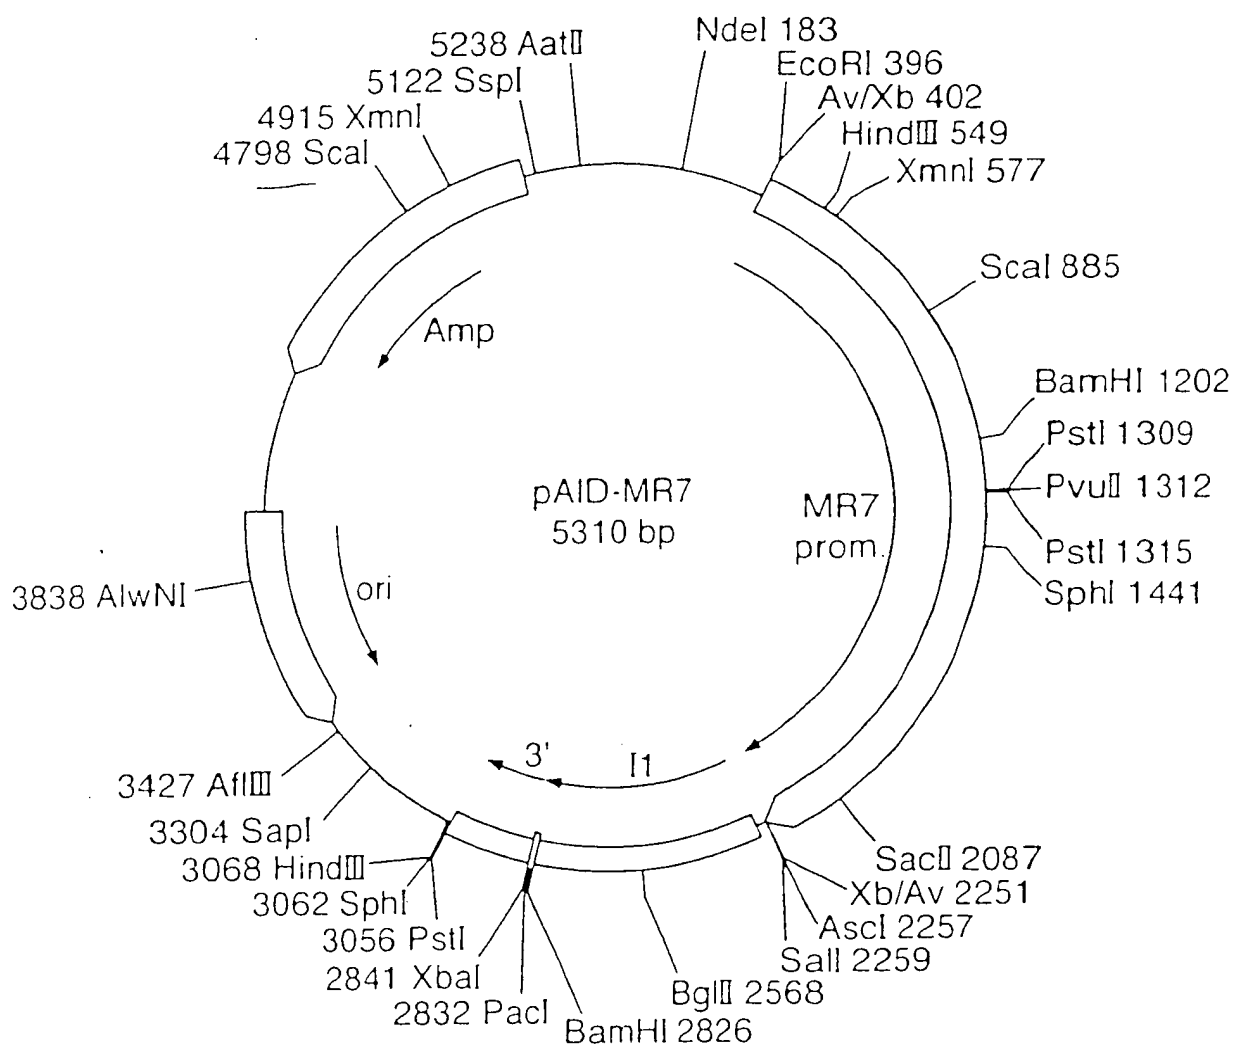 5238 AatⅡ
5122 SspI
4915 XmnI
4798 ScaI
NdeI 183
EcoRI 396
Av/Xb 402
HindⅢ 549
XmnI 577
ScaI 885
BamHI 1202
PstI 1309
PvuⅡ 1312
PstI 1315
SphI 1441
Amp
pAID-MR7
5310 bp
MR7
prom.
3838 AlwNI
ori
3'
I1
3427 AflⅢ
3304 SapI
3068 HindⅢ
3062 SphI
3056 PstI
2841 XbaI
2832 PacI
BamHI 2826
BglⅡ 2568
SalI 2259
AscI 2257
Xb/Av 2251
SacⅡ 2087